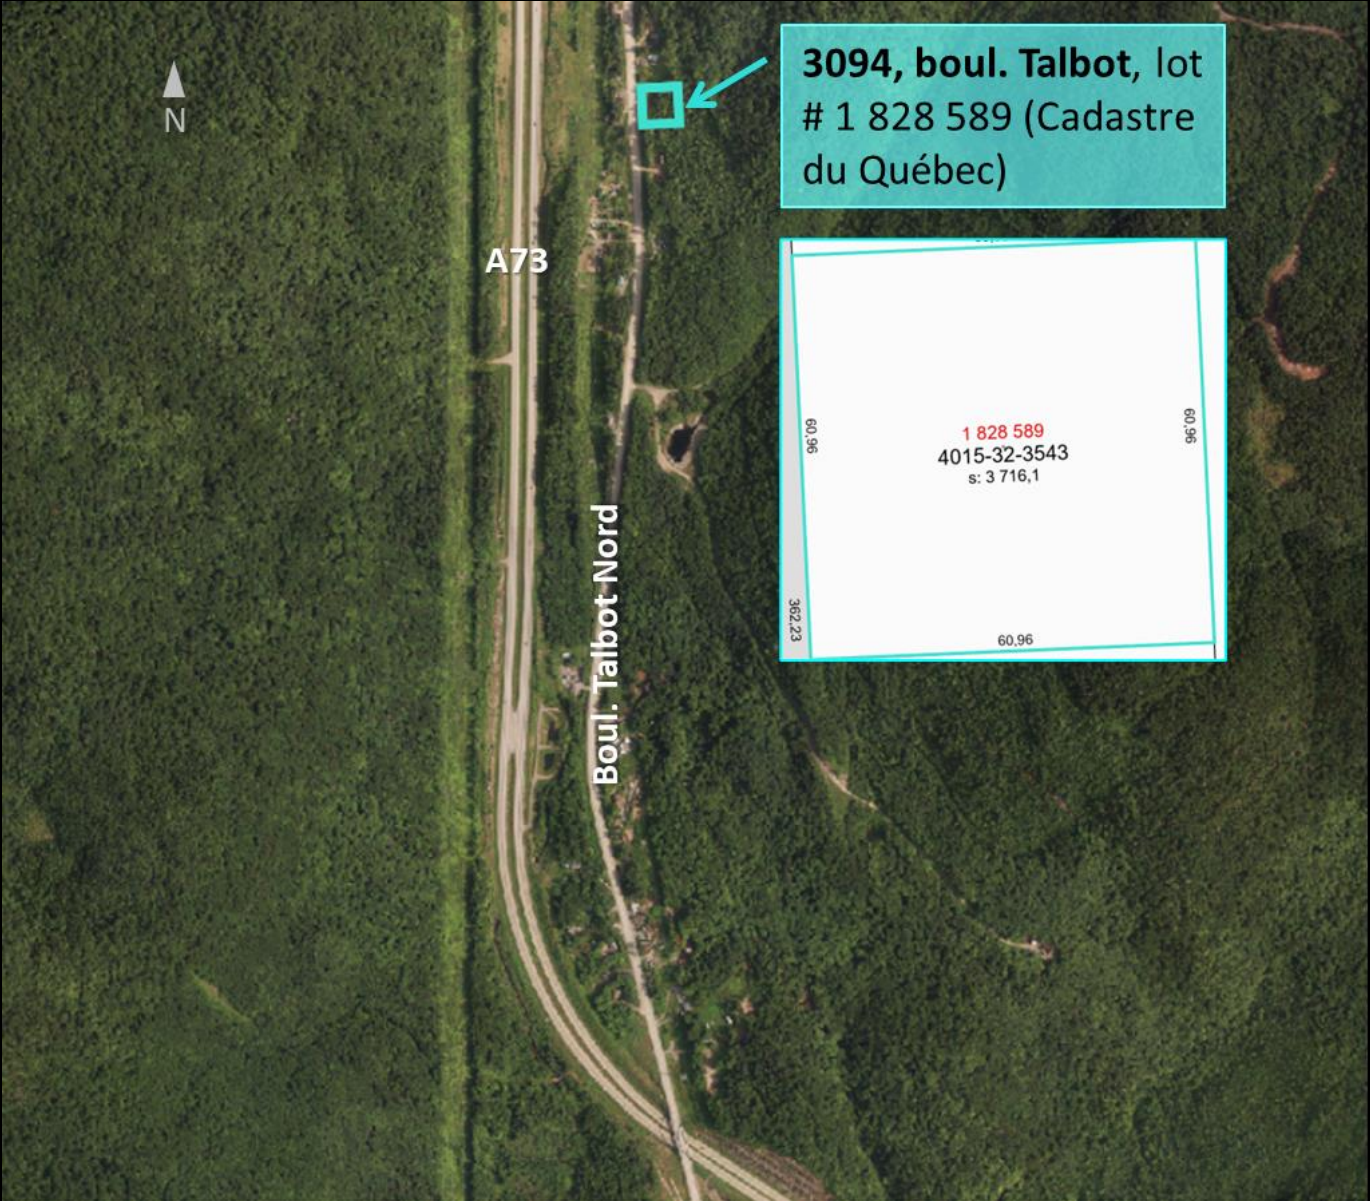 N
3094, boul. Talbot, lot
# 1 828 589 (Cadastre
du Québec)
A73
60,96
60,96
1 828 589
4015-32-3543
s: 3 716,1
362,23
60,96
Boul. Talbot Nord